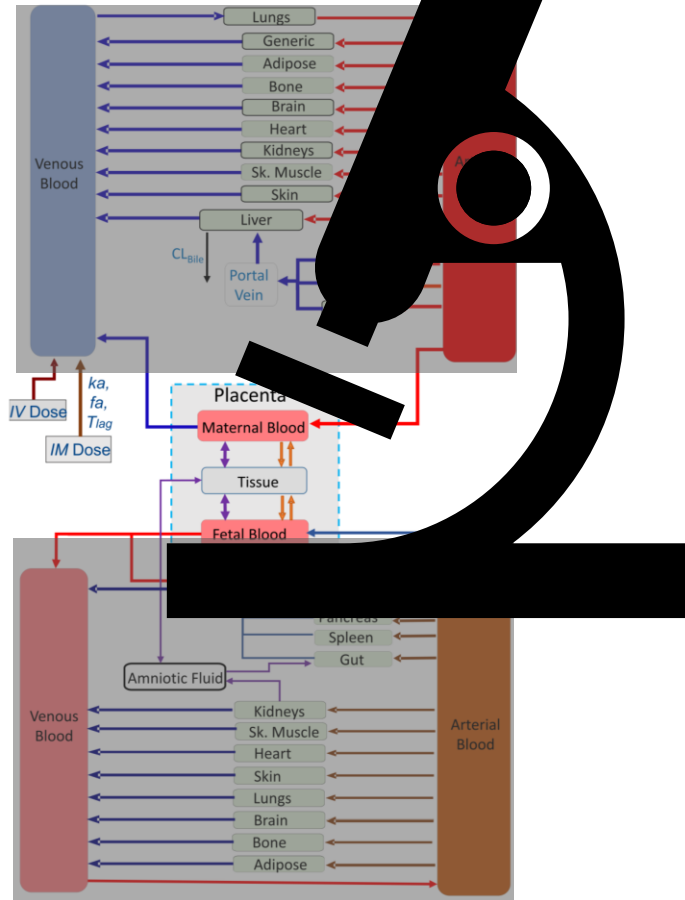 Lungs
Generic
Adipose
Bone
Brain
Heart
Kidneys
Sk. Muscle
Skin
Liver
Venous
Blood
CLBile
Portal
Vein
IV Dose
ka,
fa,
Tlag
IM Dose
Placenta
Maternal Blood
Tissue
Fetal Blood
Pancreas
Spleen
Gut
Amniotic Fluid
Venous
Blood
Arterial
Blood
Kidneys
Sk. Muscle
Heart
Skin
Lungs
Brain
Bone
Adipose